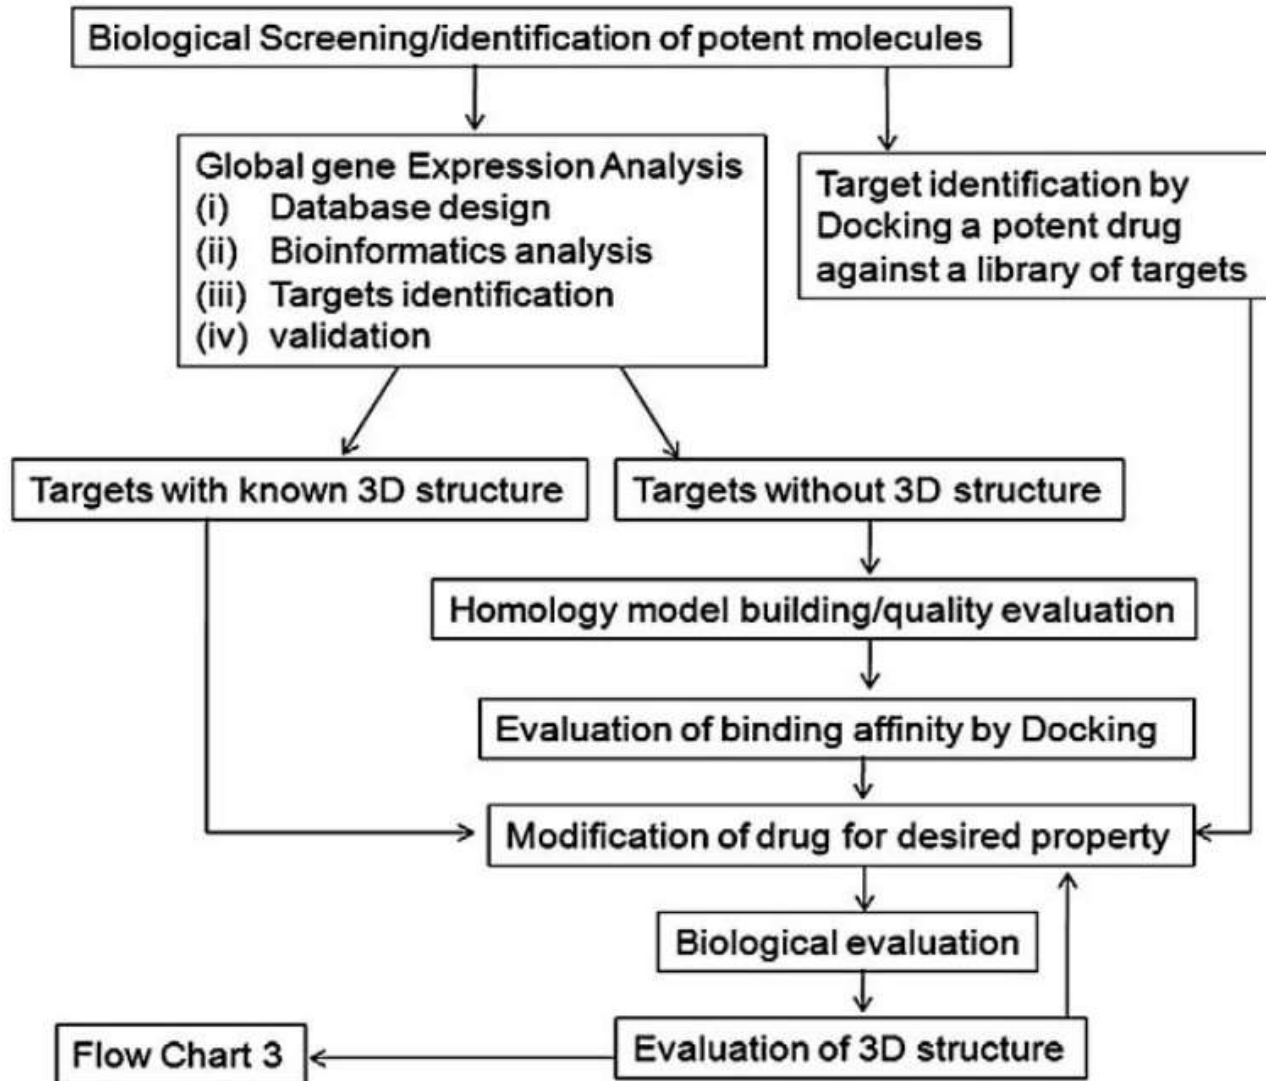 Biological Screening/identification of potent molecules
Global gene Expression Analysis
(i) Database design
(ii) Bioinformatics analysis
(iii) Targets identification
(iv) validation
Target identification by
Docking a potent drug
against a library of targets
Targets with known 3D structure
Targets without 3D structure
Homology model building/quality evaluation
Evaluation of binding affinity by Docking
Modification of drug for desired property
Biological evaluation
Evaluation of 3D structure
Flow Chart 3